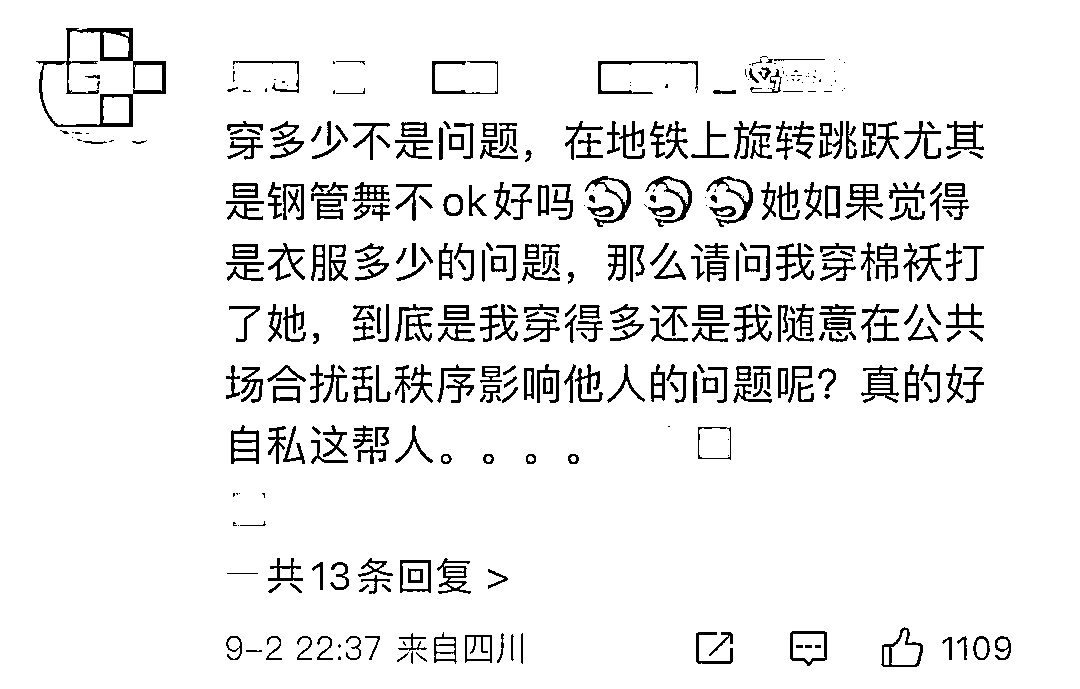 穿多少不是问题，在地铁上旋转跳跃尤其
是钢管舞不ok好吗她如果觉得
是衣服多少的问题，那么请问我穿棉袄打
了她，到底是我穿得多还是我随意在公共
场合扰乱秩序影响他人的问题呢？真的好
自私这帮人。。。。
一共13条回复 >
9-2 22:37 来自四川 1109